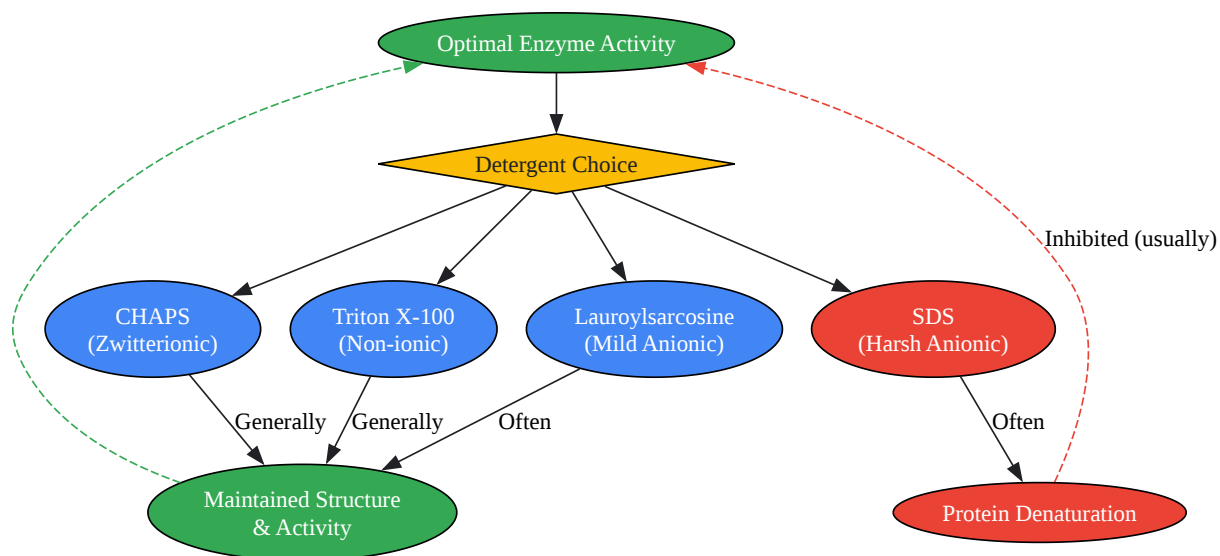 Optimal Enzyme Activity
Detergent Choice
Inhibited (usually)
CHAPS
(Zwitterionic)
Triton X-100
(Non-ionic)
Lauroylsarcosine
(Mild Anionic)
SDS
(Harsh Anionic)
Generally
Generally
Often
Often
Maintained Structure
& Activity
Protein Denaturation